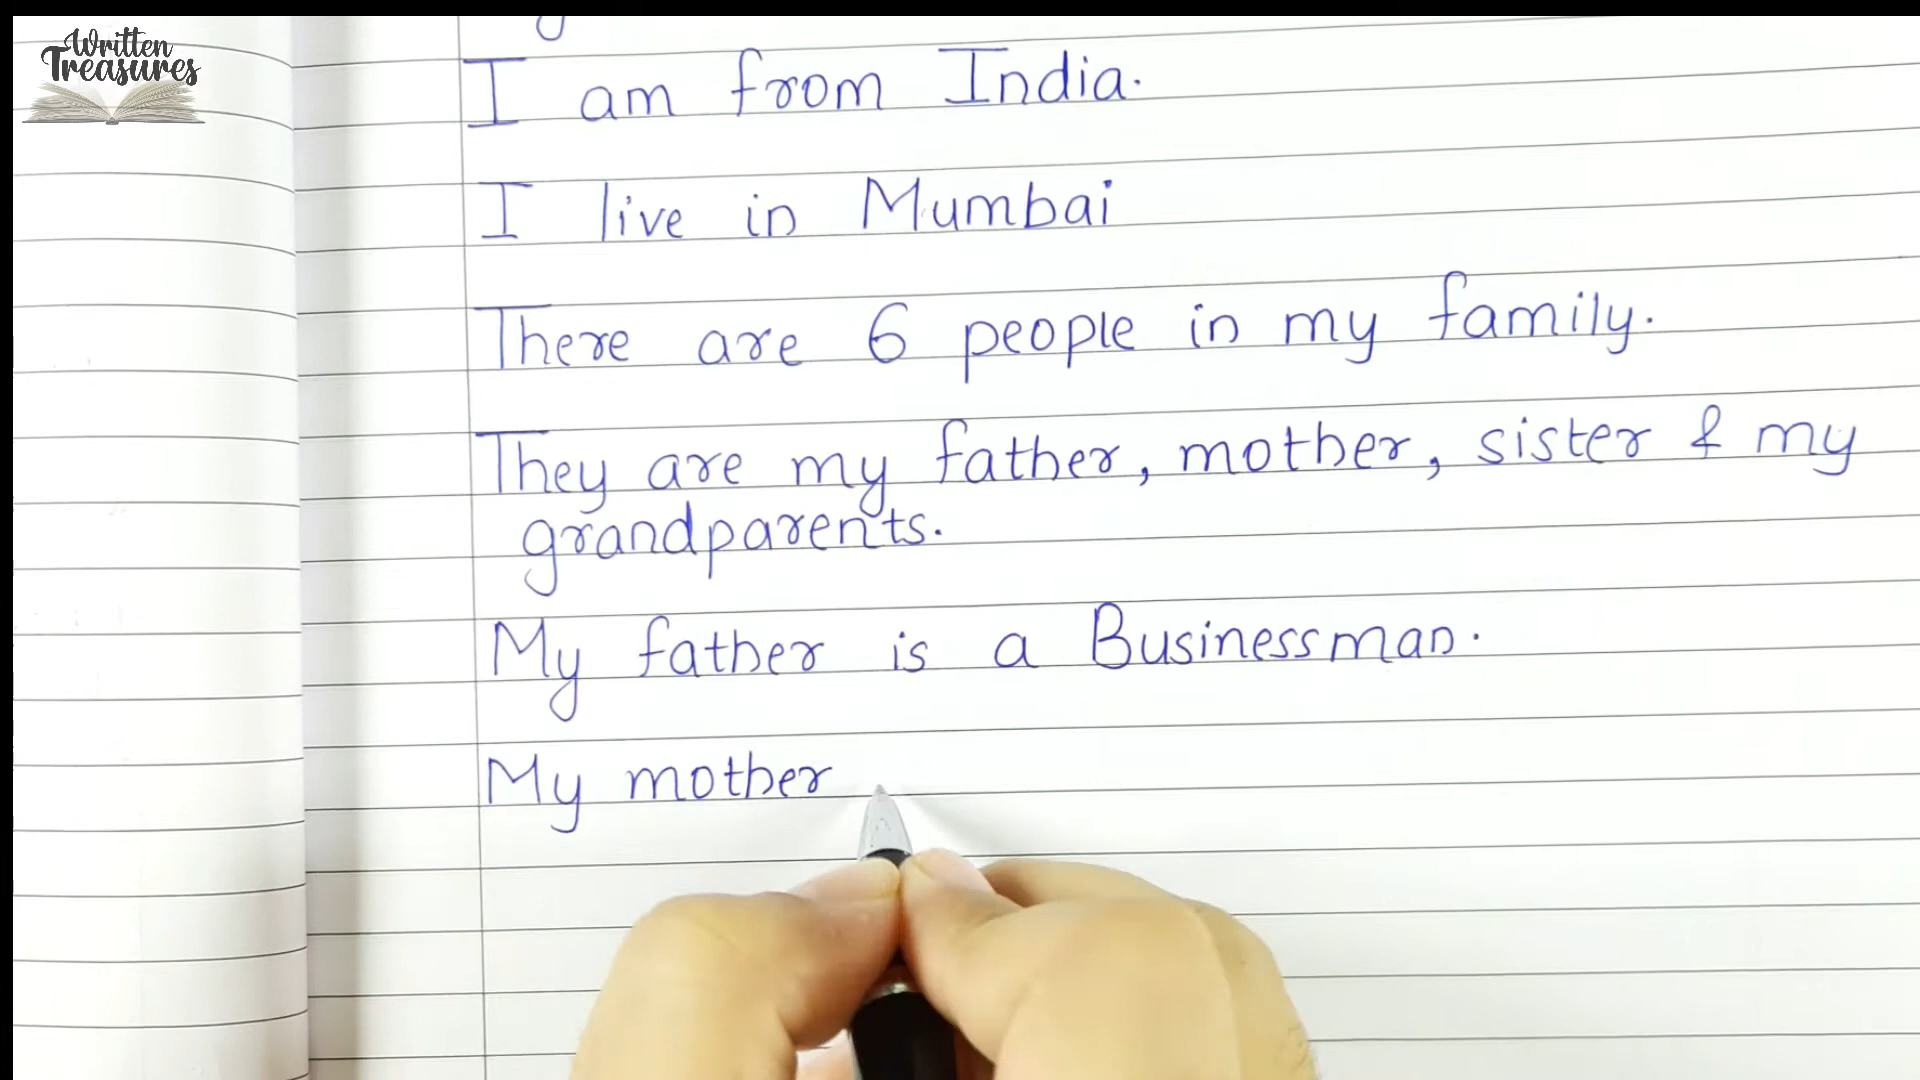 Written
Treasures
I am from India.
I live in Mumbai
There are 6 people in my family.
They are my father, mother, sister & my
grandparents.
My father is a Businessman.
My mother